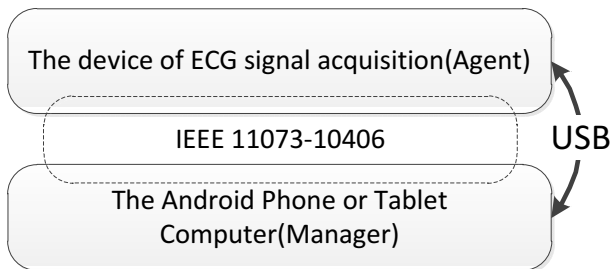 The device of ECG signal acquisition(Agent)
IEEE 11073-10406
USB
The Android Phone or Tablet
Computer(Manager)